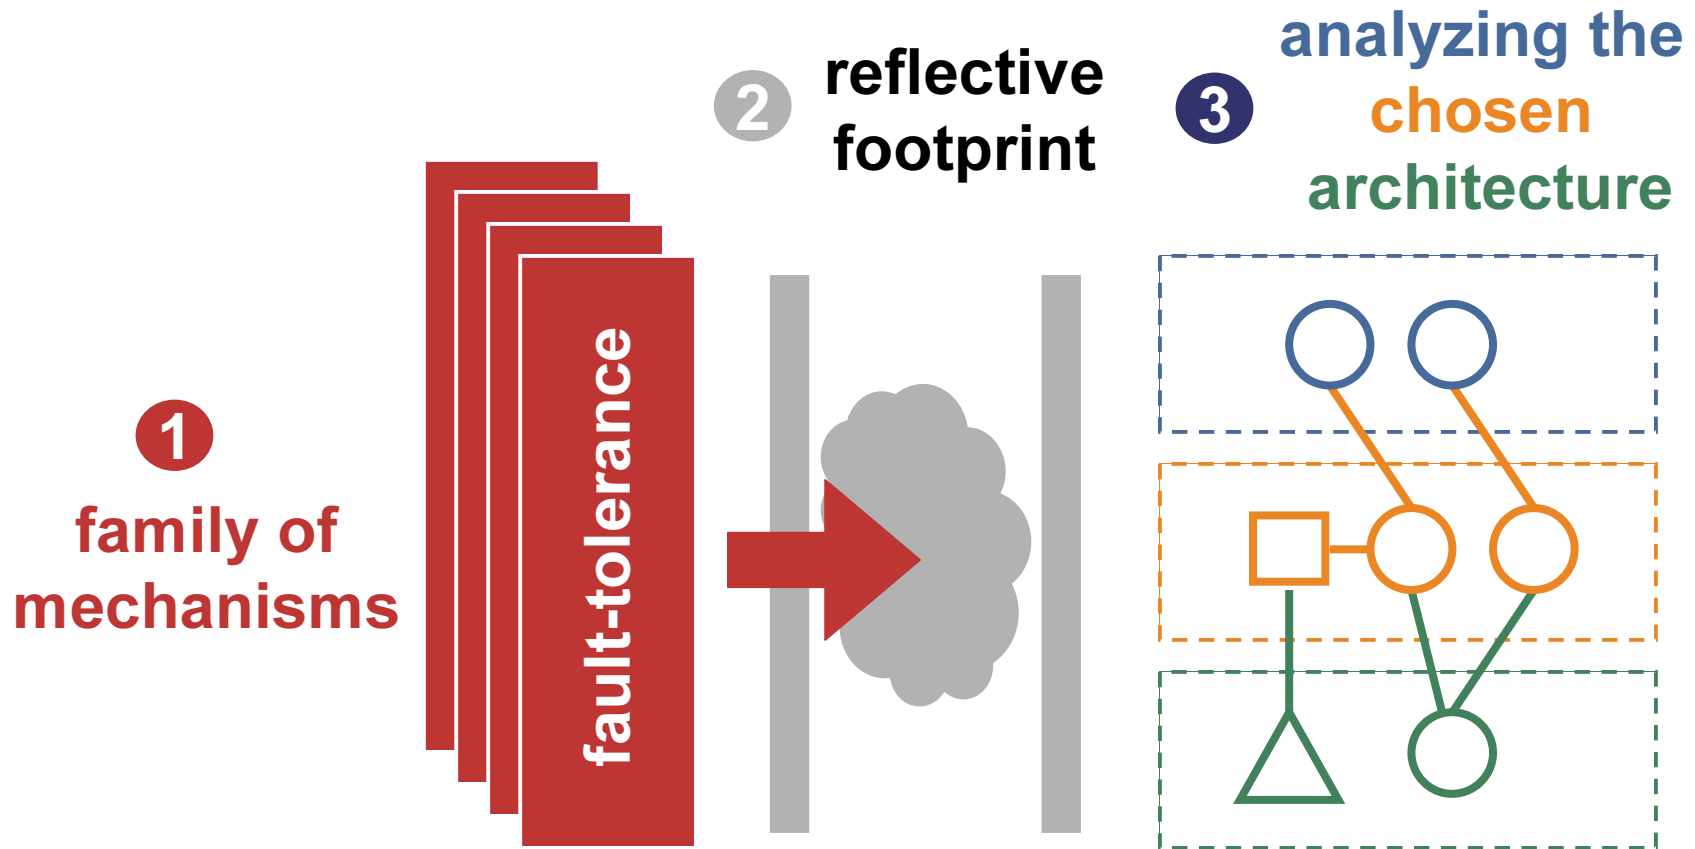 1
family of
mechanisms
fault-tolerance
2
reflective
footprint
3
analyzing the
chosen
architecture